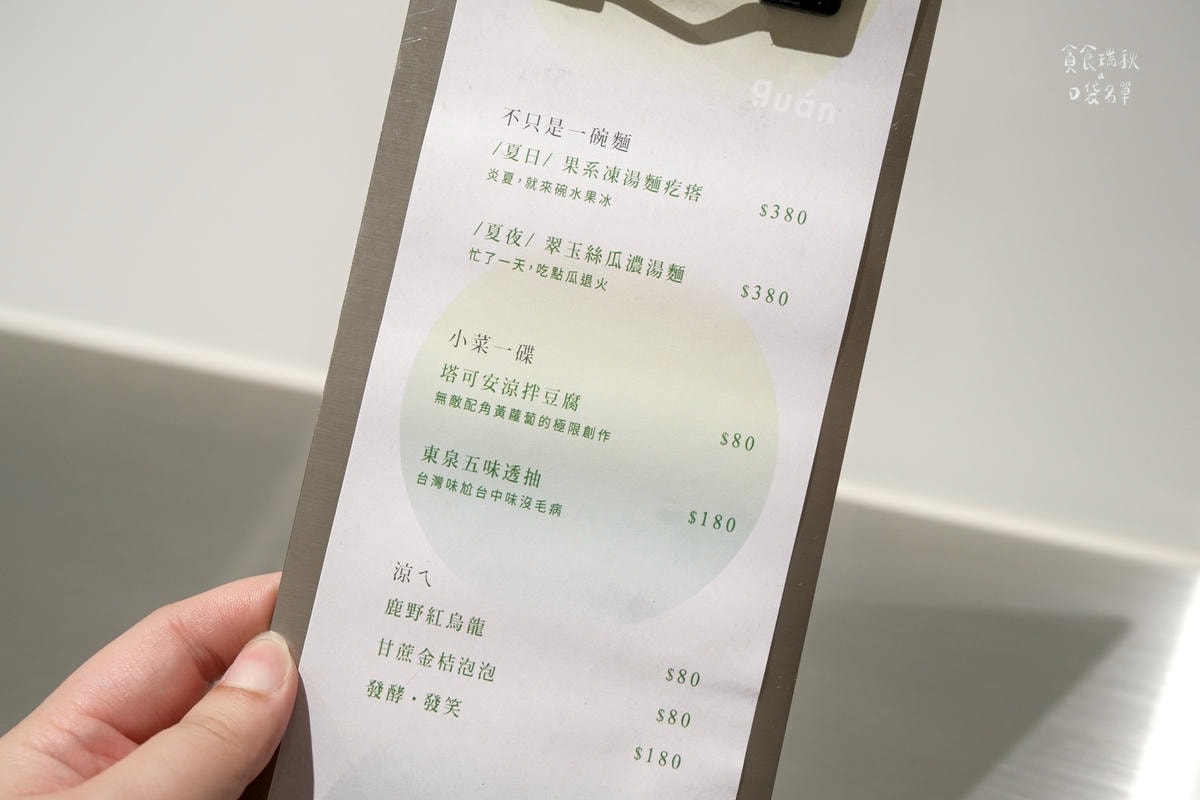 guán
不只是一碗麵
/夏日/ 果系凍湯麵疙瘩 $380
炎夏，就來碗水果冰
/夏夜/ 翠玉絲瓜濃湯麵 $380
忙了一天，吃點瓜退火
小菜一碟
塔可安涼拌豆腐 $80
無敵配角黃蘿蔔的極限創作
東泉五味透抽 $180
台灣味尬台中味沒毛病
涼ㄟ
鹿野紅烏龍 $80
甘蔗金桔泡泡 $80
發酵・發笑 $180
貪食瑞秋
a
口袋名單